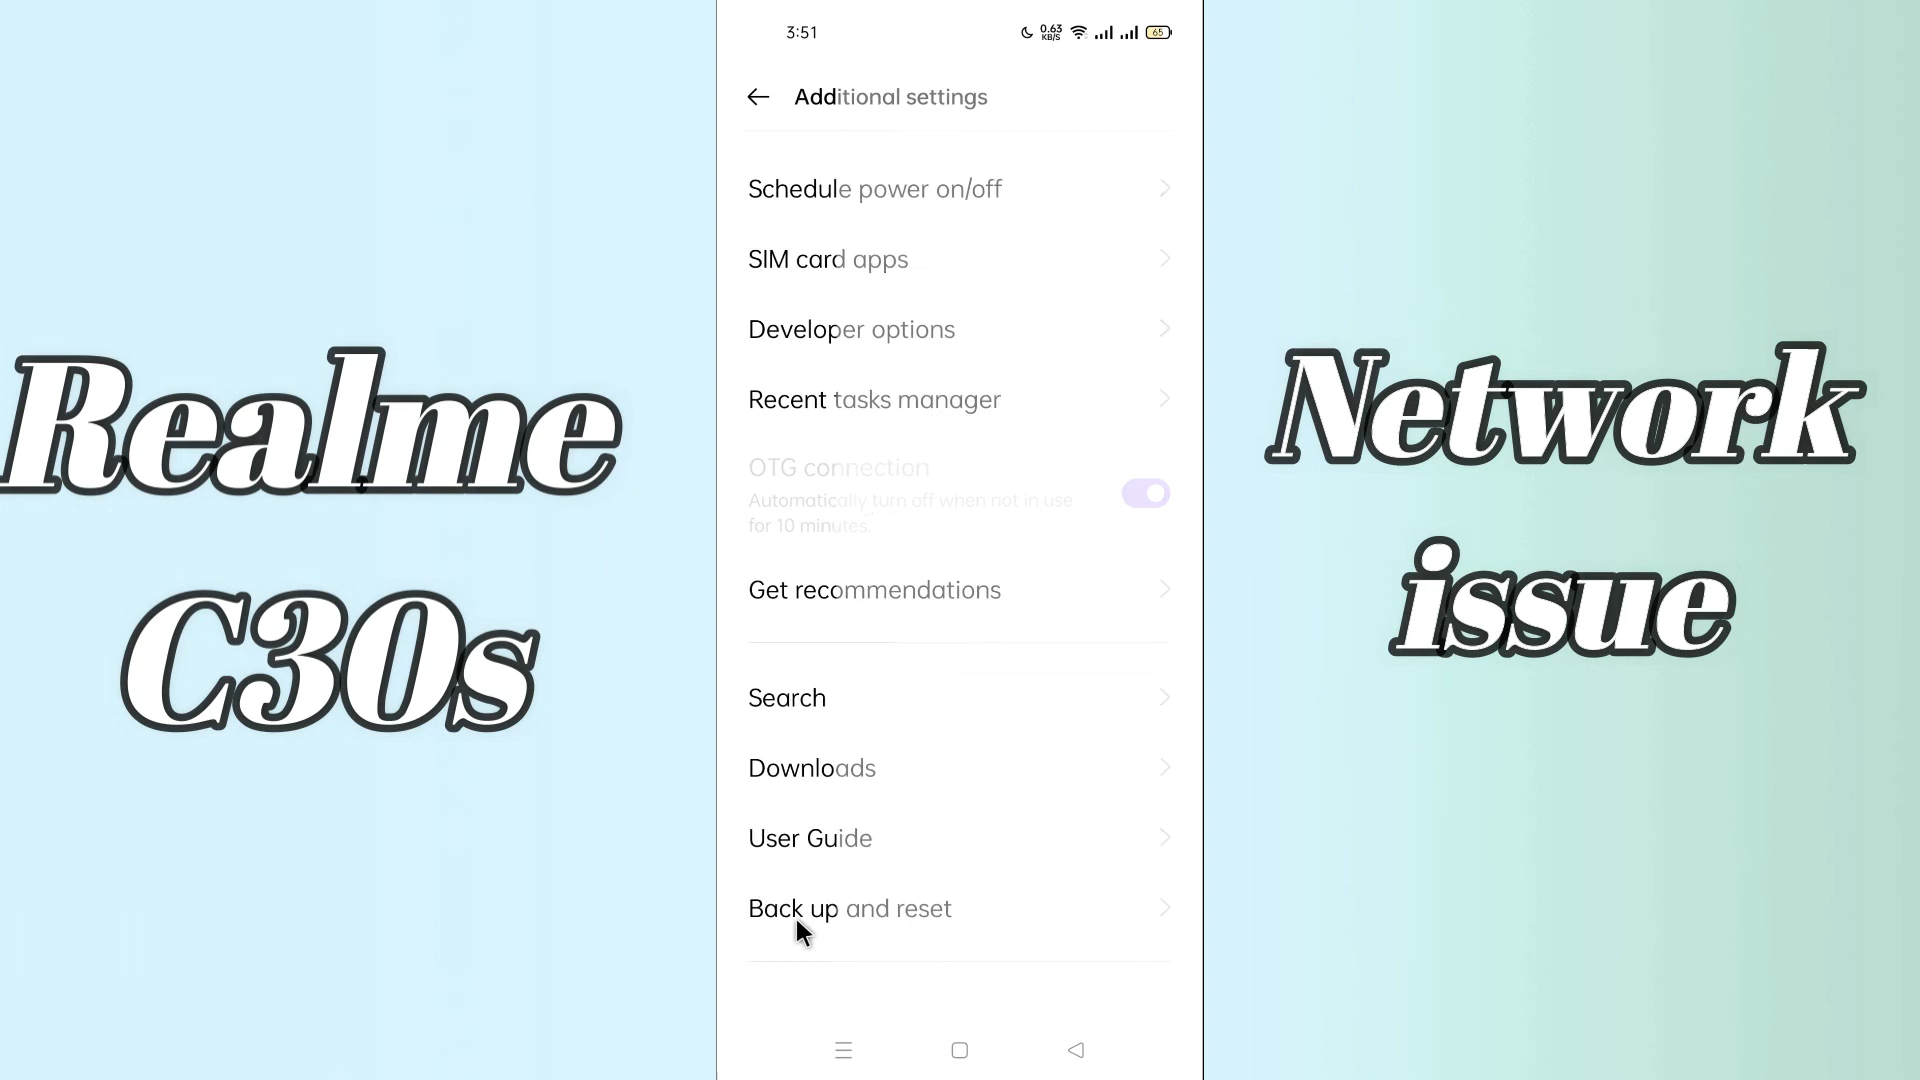 3:51
0.63
KB/S
65
Additional settings
Schedule power on/off
SIM card apps
Developer options
Recent tasks manager
OTG connection
Automatically turn off when not in use
for 10 minutes.
Get recommendations
Search
Downloads
User Guide
Back up and reset
Realme
C30s
Network
issue